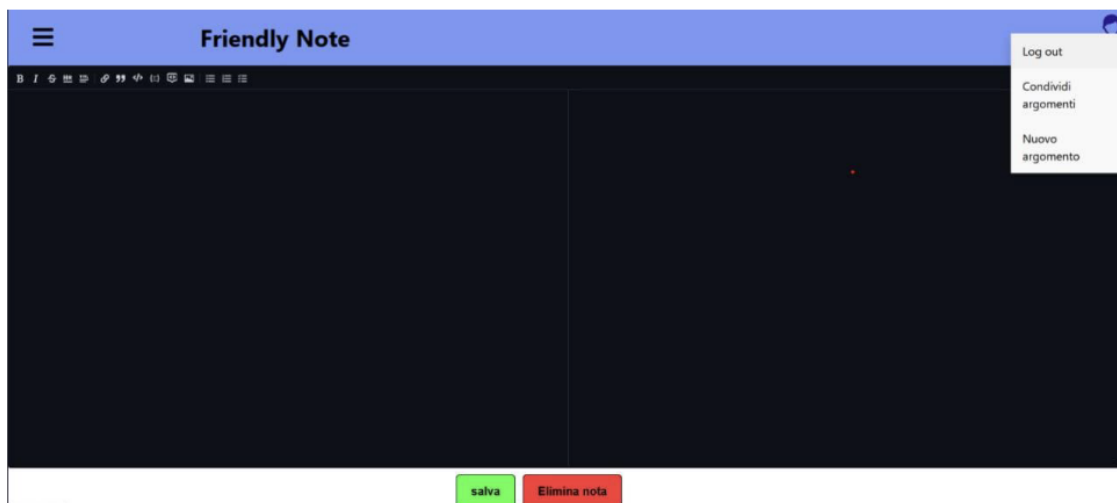 Friendly Note
Log out
Condividi
argomenti
Nuovo
argomento
B I S
salva
Elimina nota